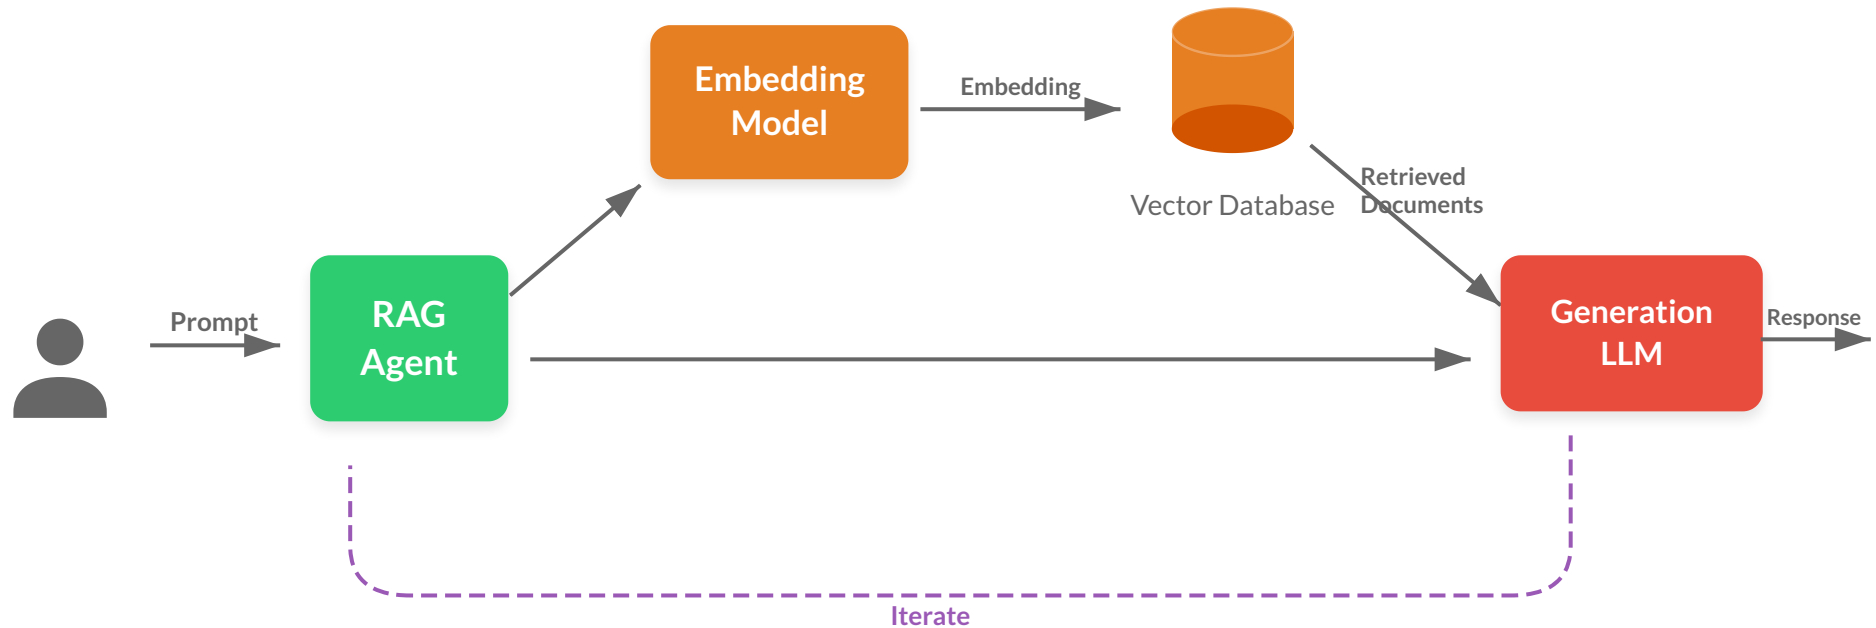 Embedding
Model
Embedding
Vector Database
Retrieved
Documents
Prompt
RAG
Agent
Generation
LLM
Response
Iterate